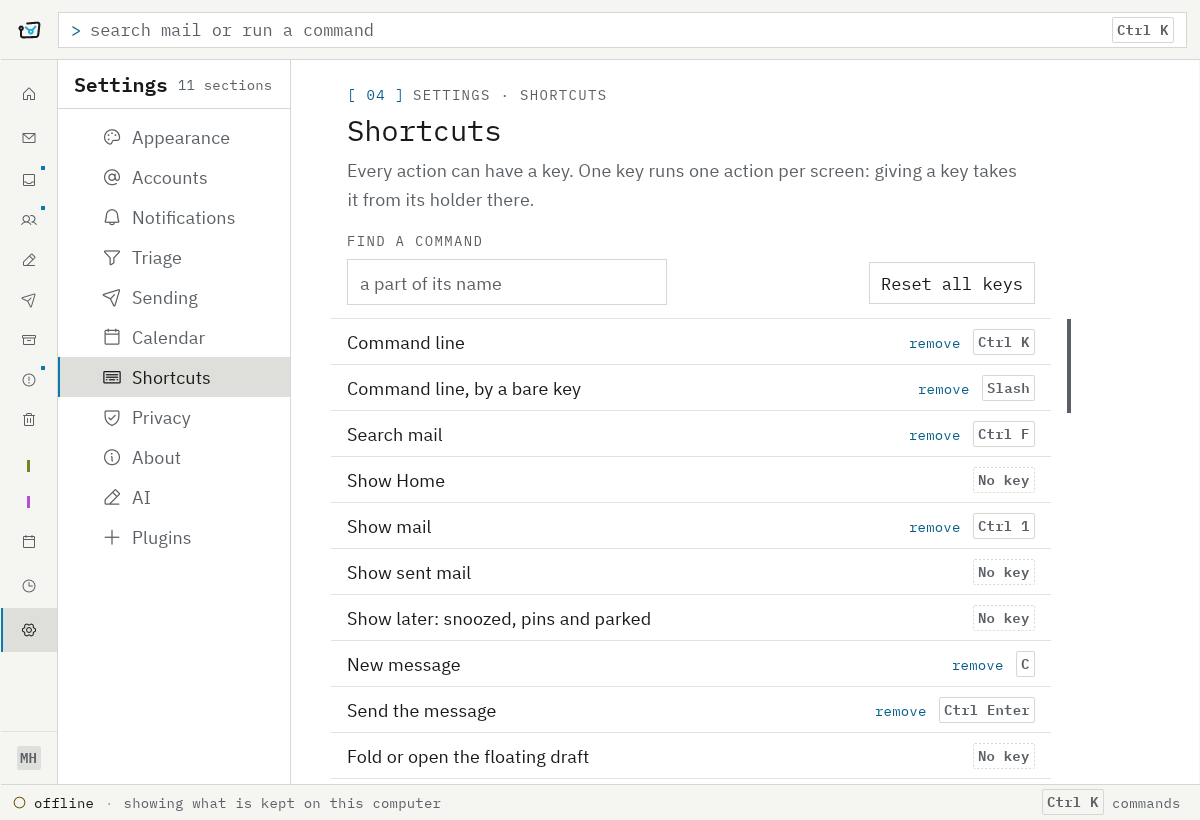 > search mail or run a command Ctrl K
Settings 11 sections
Appearance
Accounts
Notifications
Triage
Sending
Calendar
Shortcuts
Privacy
About
AI
Plugins
MH
[ 04 ] SETTINGS · SHORTCUTS
Shortcuts
Every action can have a key. One key runs one action per screen: giving a key takes
it from its holder there.
FIND A COMMAND
a part of its name
Reset all keys
Command line remove Ctrl K
Command line, by a bare key remove Slash
Search mail remove Ctrl F
Show Home No key
Show mail remove Ctrl 1
Show sent mail No key
Show later: snoozed, pins and parked No key
New message remove C
Send the message remove Ctrl Enter
Fold or open the floating draft No key
offline · showing what is kept on this computer Ctrl K commands